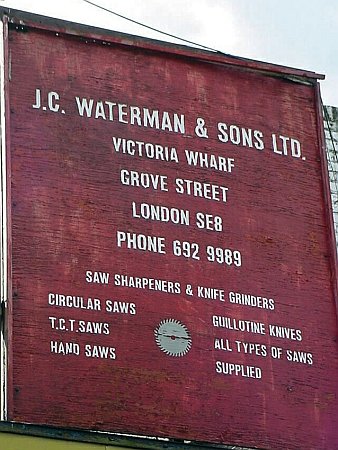 J.C. WATERMAN & SONS LTD.
VICTORIA WHARF
GROVE STREET
LONDON SE8
PHONE 692 9989
SAW SHARPENERS & KNIFE GRINDERS
CIRCULAR SAWS
T.C.T. SAWS
HAND SAWS
GUILLOTINE KNIVES
ALL TYPES OF SAWS
SUPPLIED